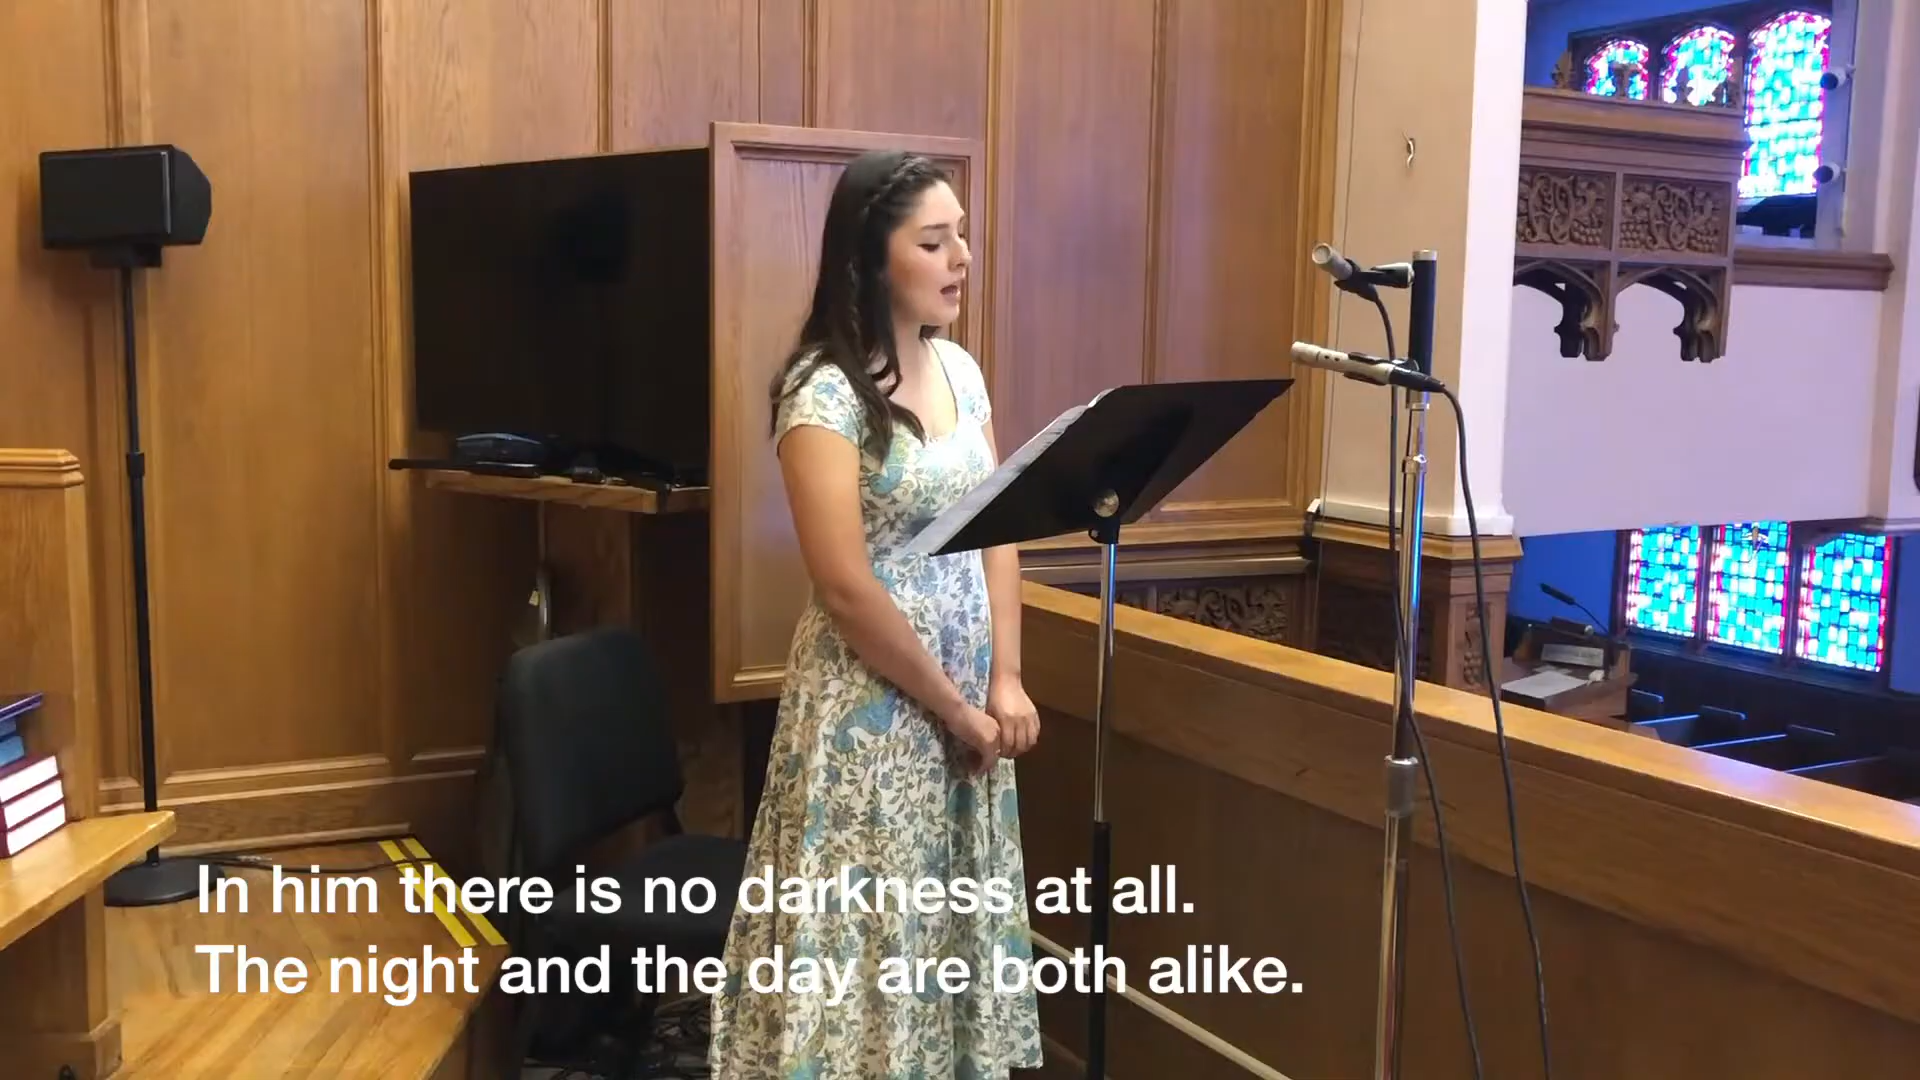 In him there is no darkness at all.
The night and the day are both alike.